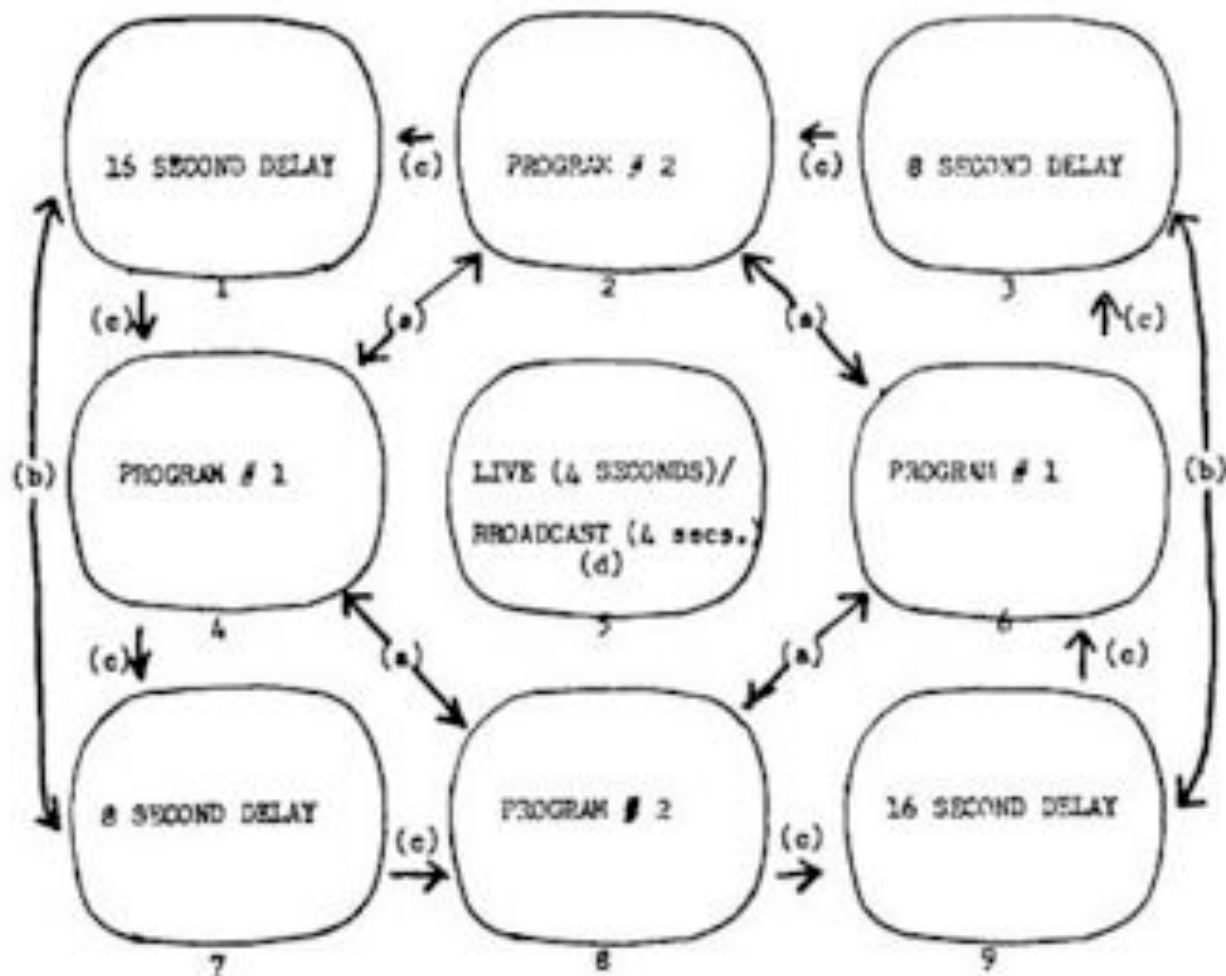 16 SECOND DELAY
(c)
PROGRAM # 2
(c)
8 SECOND DELAY
1
2
3
(c)
(a)
(a)
(c)
(b)
PROGRAM # 1
LIVE (4 SECONDS)/
BROADCAST (4 secs.)
(d)
PROGRAM # 1
(b)
4
5
6
(c)
(a)
(a)
(c)
8 SECOND DELAY
(c)
PROGRAM # 2
(c)
16 SECOND DELAY
7
8
9